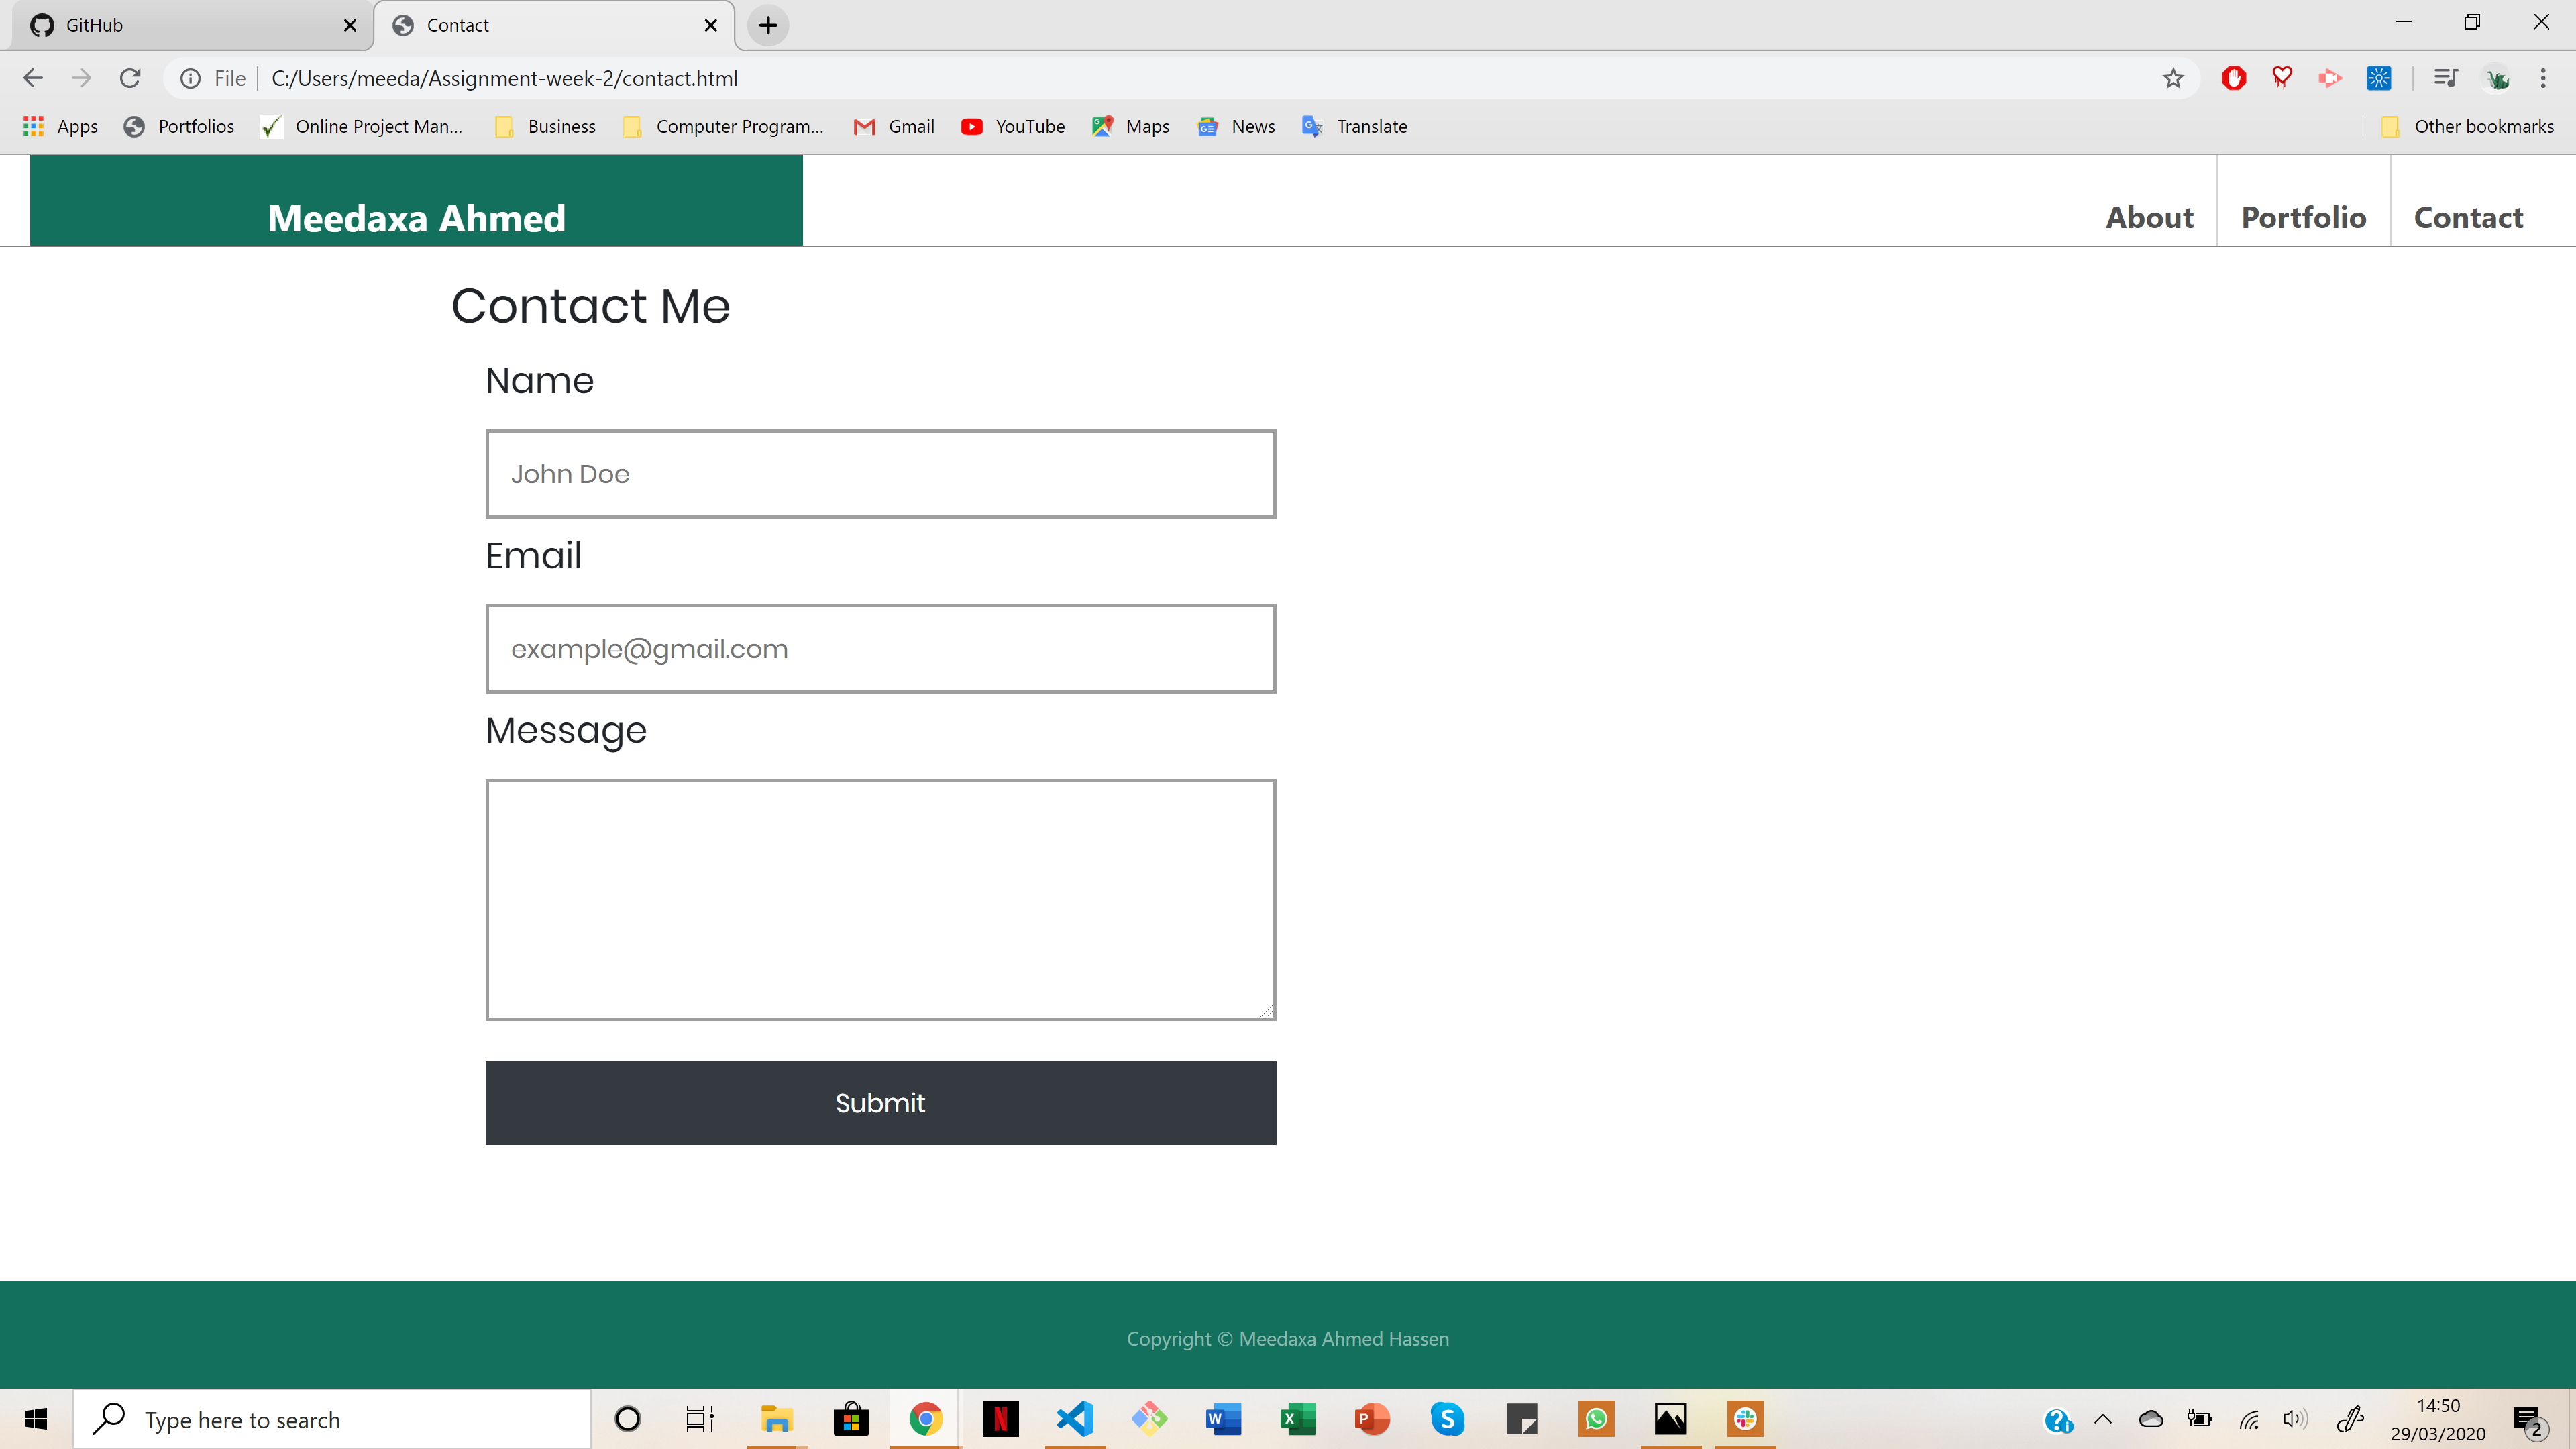 GitHub
Contact
File
C:/Users/meeda/Assignment-week-2/contact.html
Apps
Portfolios
Online Project Man...
Business
Computer Program...
Gmail
YouTube
Maps
News
Translate
Other bookmarks
Meedaxa Ahmed
About
Portfolio
Contact
Contact Me
Name
John Doe
Email
example@gmail.com
Message
Submit
Copyright © Meedaxa Ahmed Hassen
Type here to search
14:50
29/03/2020
2